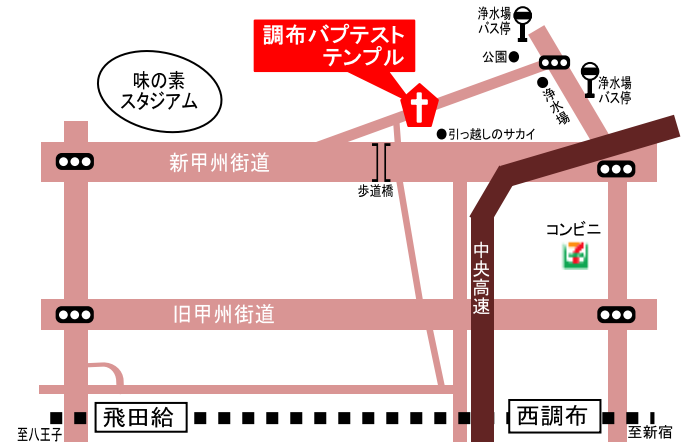 調布バプテスト
テンプル
浄水場
バス停
公園
浄水場
バス停
浄水場
味の素
スタジアム
引っ越しのサカイ
新甲州街道
歩道橋
コンビニ
7
中央高速
旧甲州街道
飛田給
西調布
至八王子
至新宿